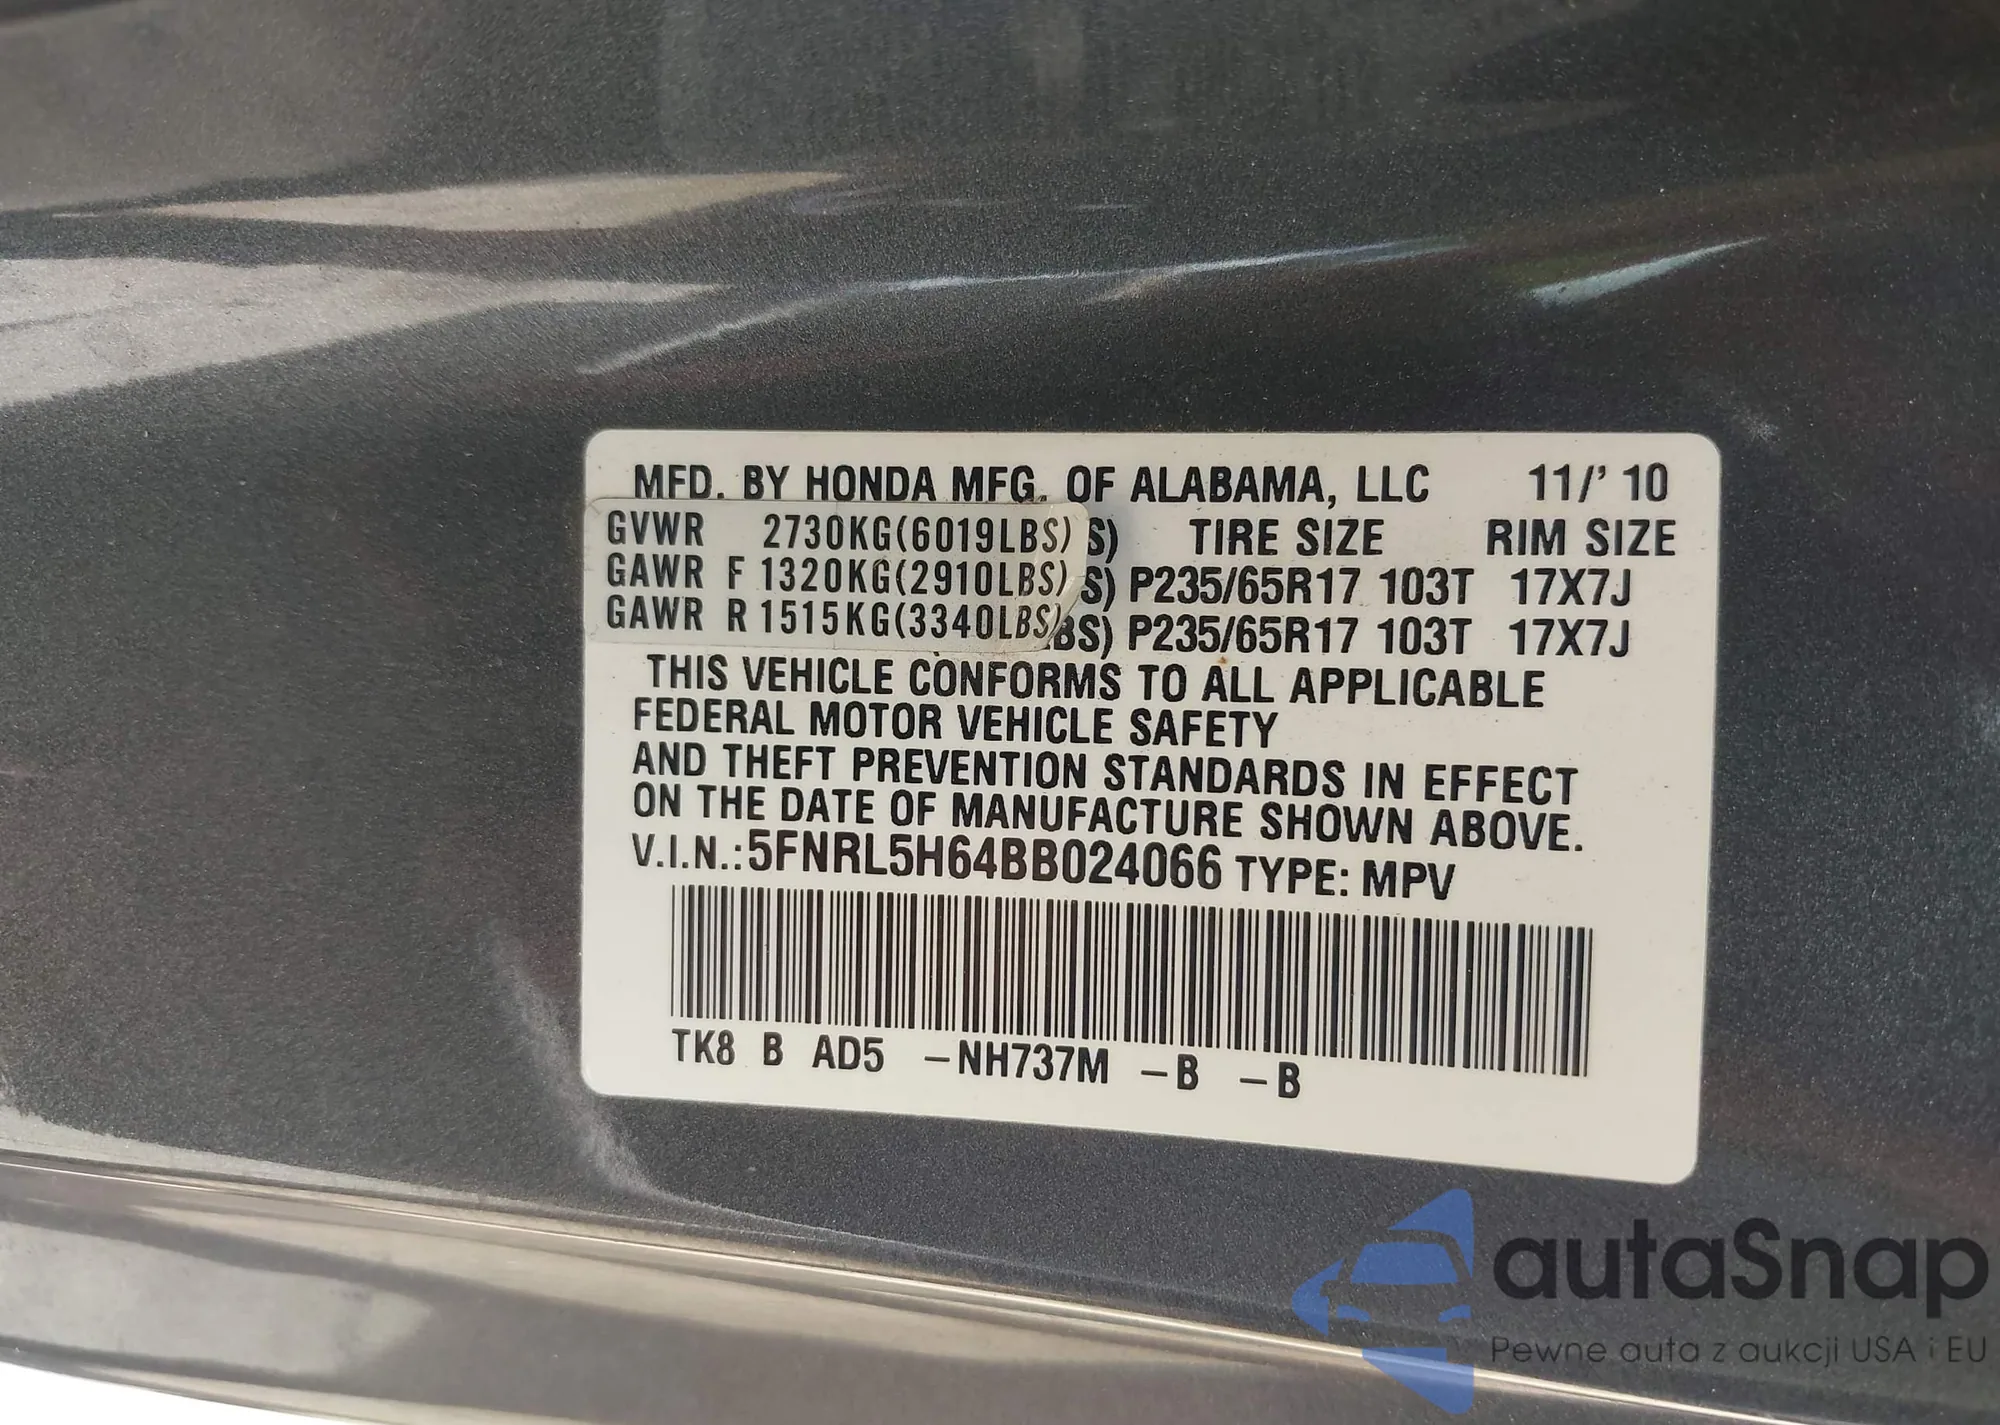 MFD. BY HONDA MFG. OF ALABAMA, LLC 11/' 10
GVWR 2730KG(6019LBS) S) TIRE SIZE RIM SIZE
GAWR F 1320KG(2910LBS) S) P235/65R17 103T 17X7J
GAWR R 1515KG(3340LBS) BS) P235/65R17 103T 17X7J
THIS VEHICLE CONFORMS TO ALL APPLICABLE
FEDERAL MOTOR VEHICLE SAFETY
AND THEFT PREVENTION STANDARDS IN EFFECT
ON THE DATE OF MANUFACTURE SHOWN ABOVE.
V.I.N.:5FNRL5H64BB024066 TYPE: MPV
TK8 B AD5 –NH737M –B –B
autaSnap
Pewne auta z aukcji USA i EU